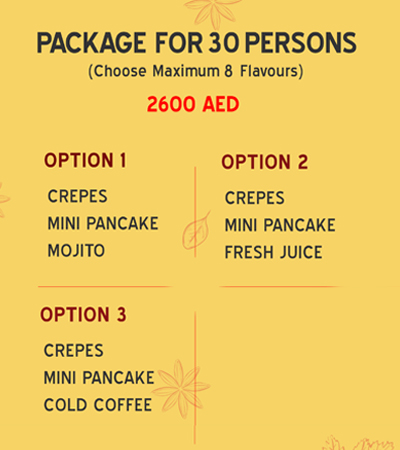 PACKAGE FOR 30 PERSONS
(Choose Maximum 8 Flavours)
2600 AED
OPTION 1
CREPES
MINI PANCAKE
MOJITO
OPTION 2
CREPES
MINI PANCAKE
FRESH JUICE
OPTION 3
CREPES
MINI PANCAKE
COLD COFFEE